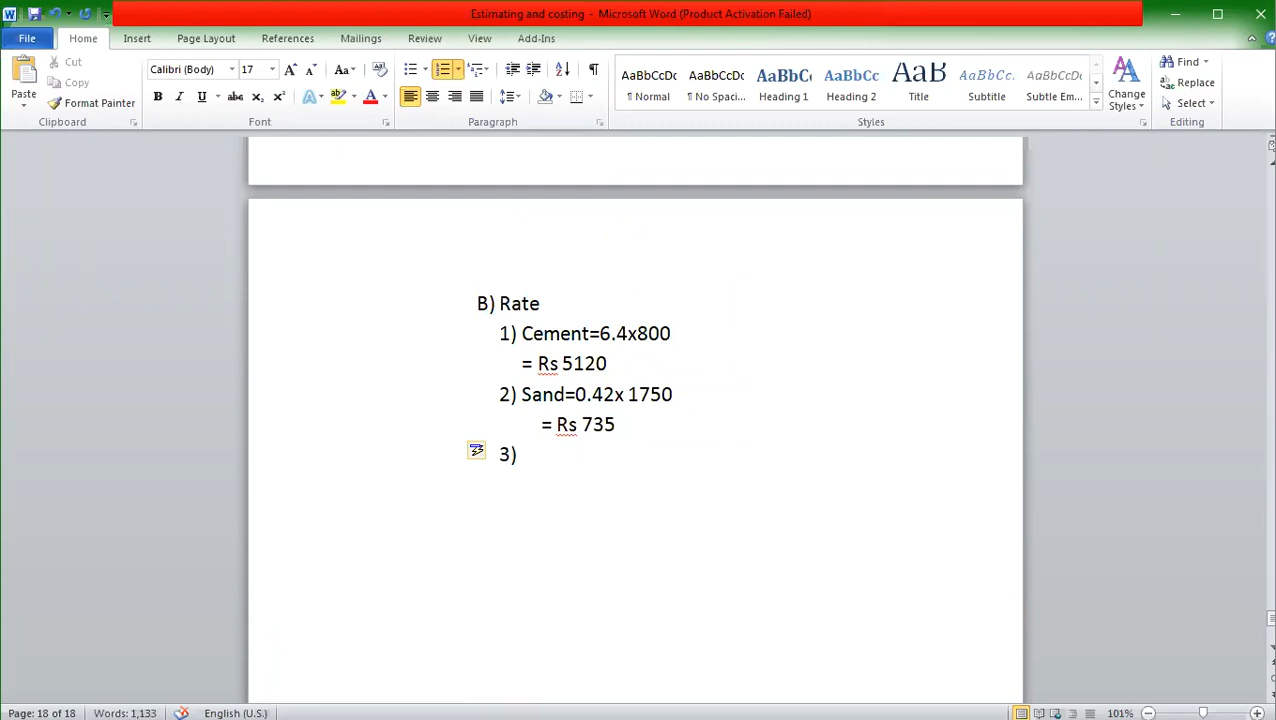 Estimating and costing - Microsoft Word (Product Activation Failed)
File Home Insert Page Layout References Mailings Review View Add-Ins
Cut
Copy
Format Painter
Paste
Clipboard
Calibri (Body) 17
Font
Paragraph
AaBbCcDc AaBbCcDc AaBbCc AaBbCc AaB AaBbCcDc AaBbCcDc
¶ Normal ¶ No Spaci... Heading 1 Heading 2 Title Subtitle Subtle Em...
Styles
Change
Styles
Find
Replace
Select
Editing
B) Rate
1) Cement=6.4x800
= Rs 5120
2) Sand=0.42x 1750
= Rs 735
3)
Page: 18 of 18 Words: 1,133 English (U.S.) 101%